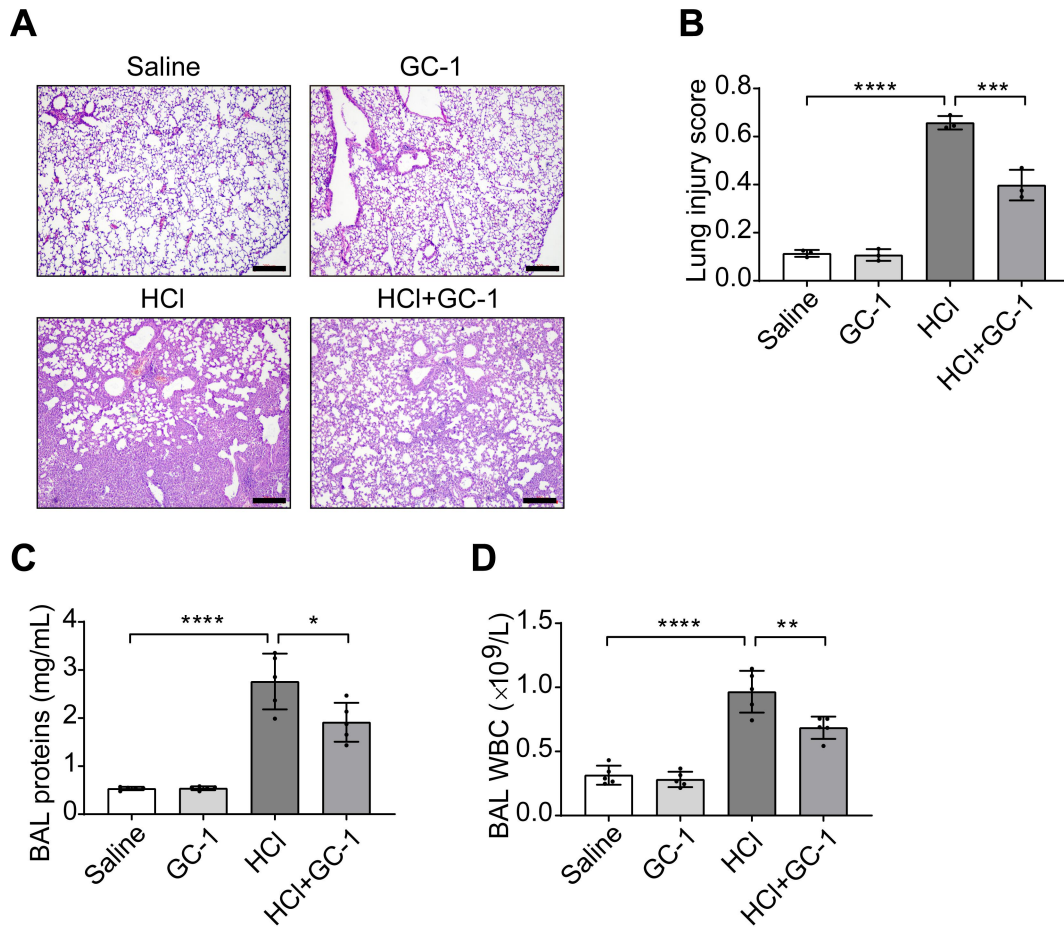 A
Saline
GC-1
HCl
HCl+GC-1
B
Lung injury score
0.8
0.6
0.4
0.2
0.0
****
***
Saline
GC-1
HCl
HCl+GC-1
C
BAL proteins (mg/mL)
4
3
2
1
0
****
*
Saline
GC-1
HCl
HCl+GC-1
D
BAL WBC (×10⁹/L)
1.5
1.0
0.5
0.0
****
**
Saline
GC-1
HCl
HCl+GC-1